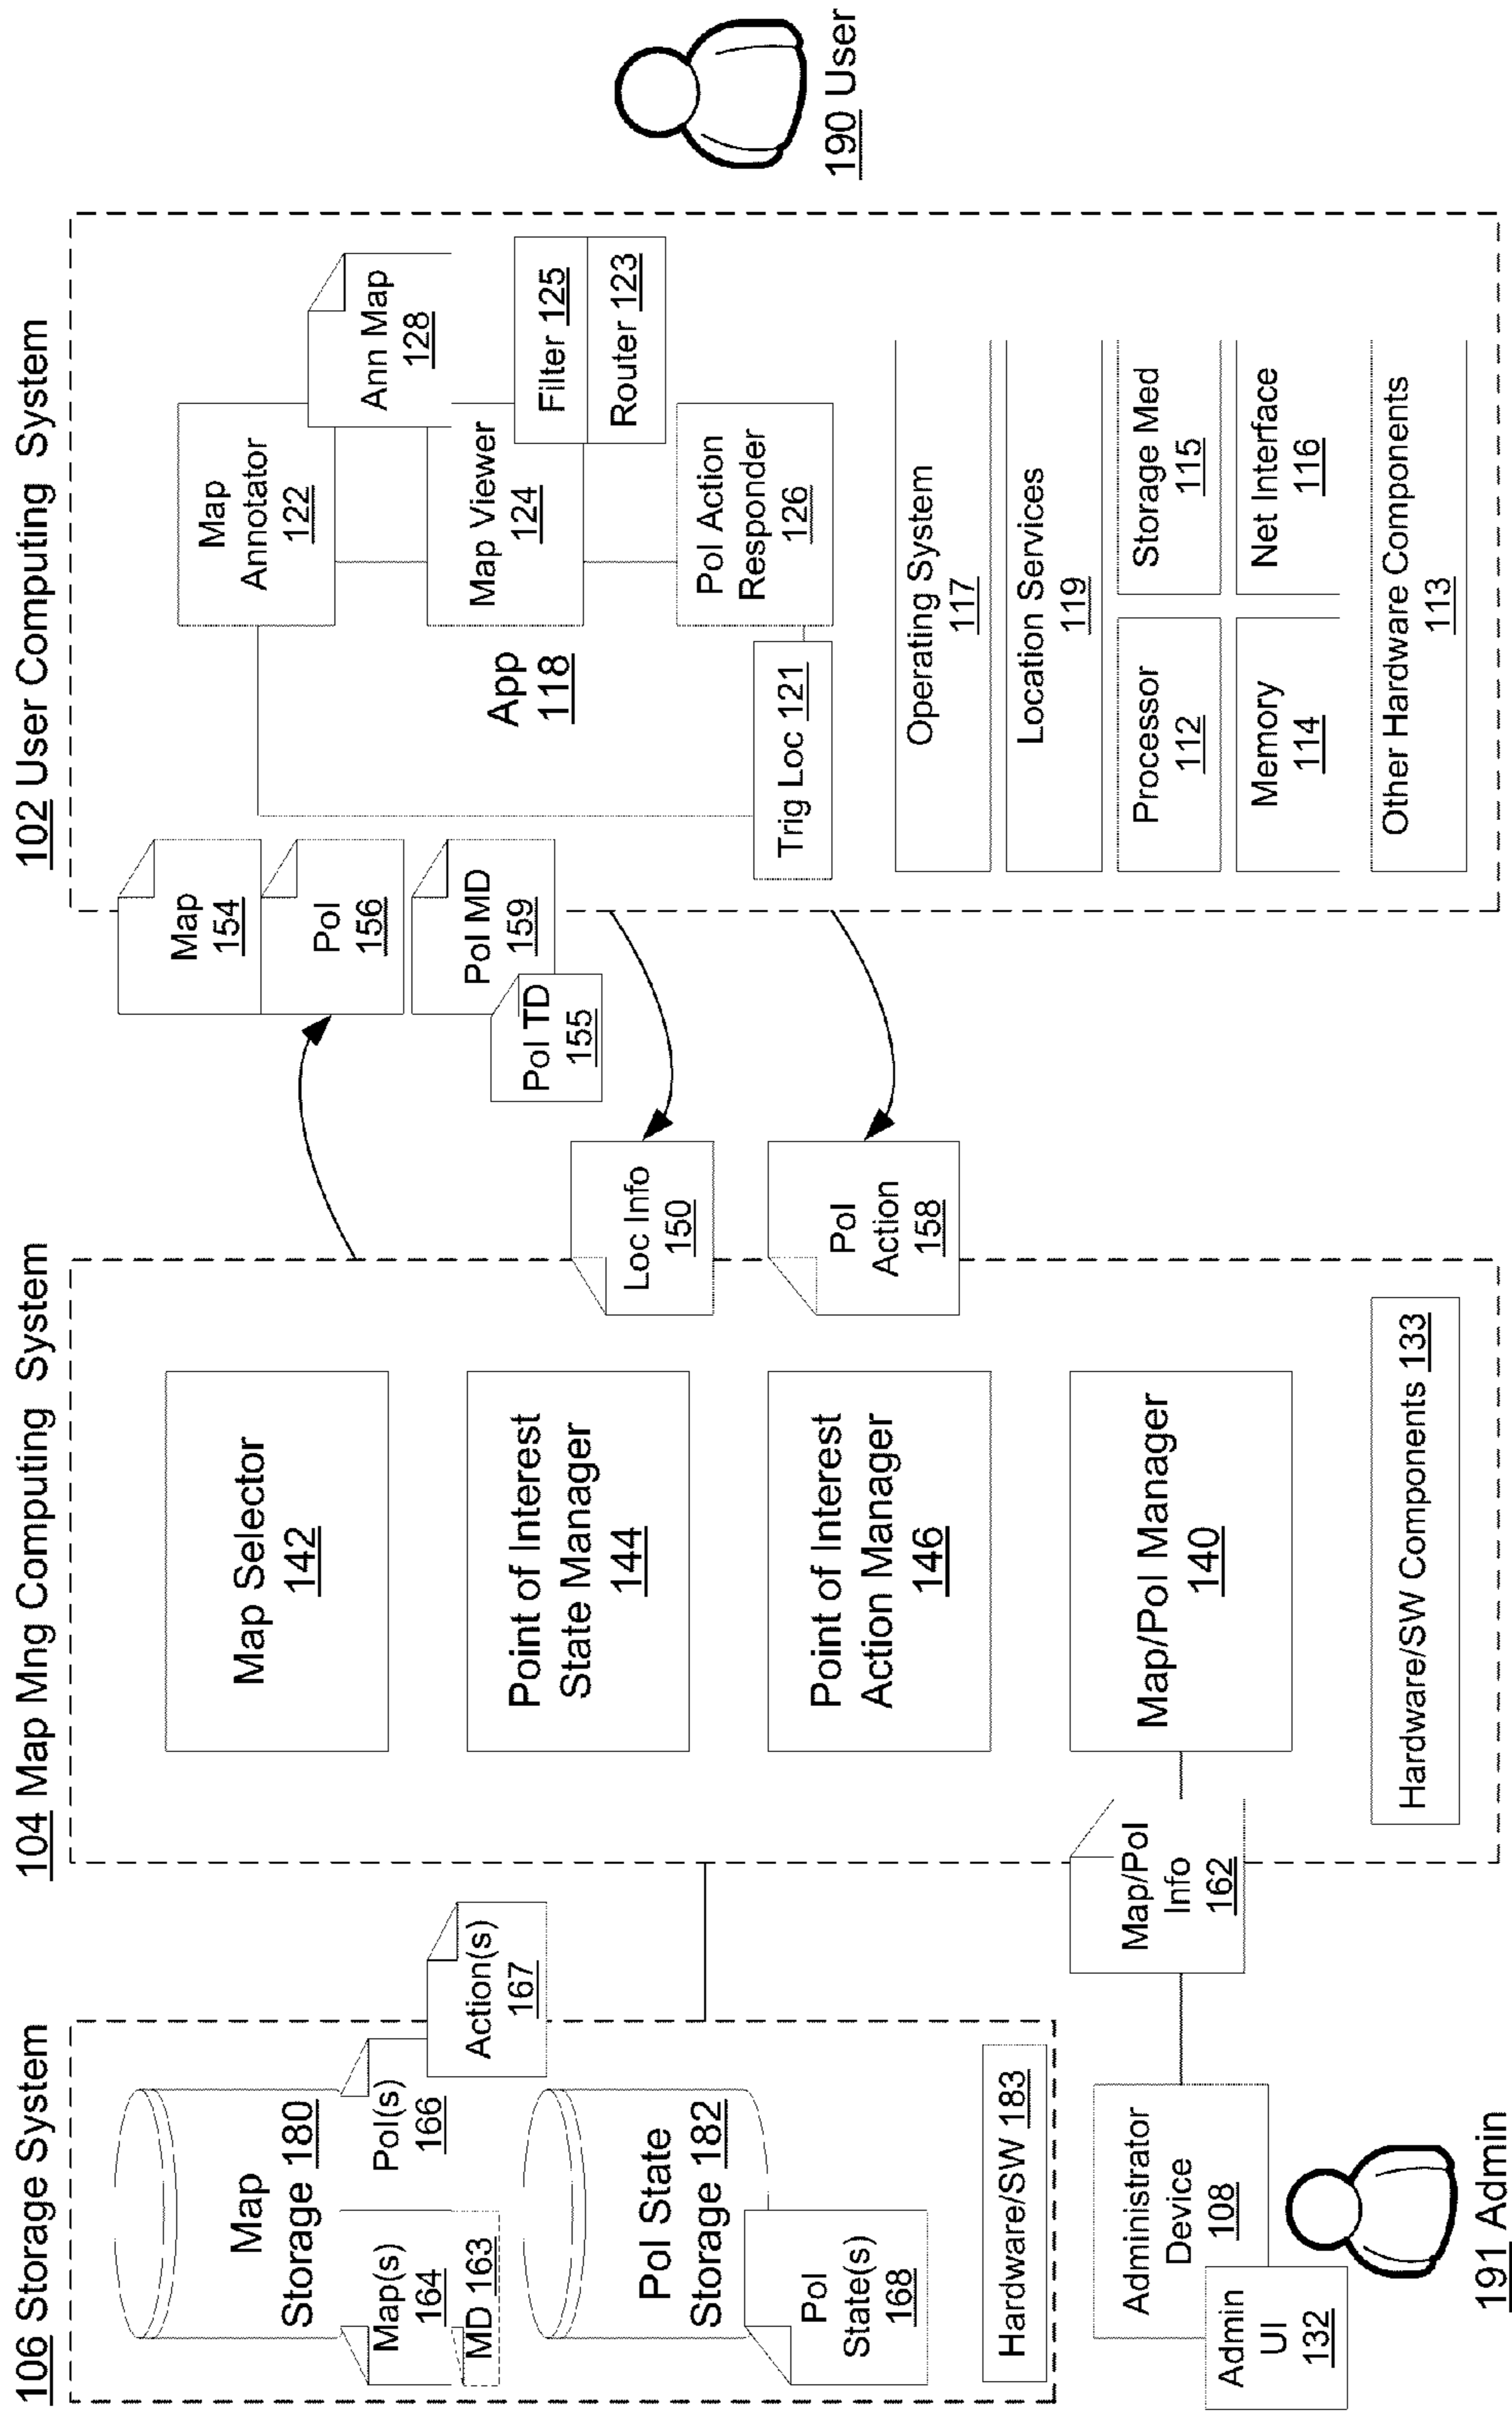 106 Storage System
Map
Storage 180
Map(s)
164
MD 163
PoI(s)
166
Action(s)
167
PoI State
Storage 182
PoI
State(s)
168
Hardware/SW 183
Administrator
Device
108
Admin
UI
132
191 Admin
Map/PoI
Info
162
104 Map Mng Computing System
Map Selector
142
Point of Interest
State Manager
144
Point of Interest
Action Manager
146
Map/PoI Manager
140
Hardware/SW Components 133
Loc Info
150
PoI
Action
158
Map
154
PoI
156
PoI MD
159
PoI TD
155
102 User Computing System
Map
Annotator
122
Ann Map
128
Map Viewer
124
Filter 125
Router 123
PoI Action
Responder
126
App
118
Trig Loc 121
Operating System
117
Location Services
119
Processor
112
Storage Med
115
Memory
114
Net Interface
116
Other Hardware Components
113
190 User